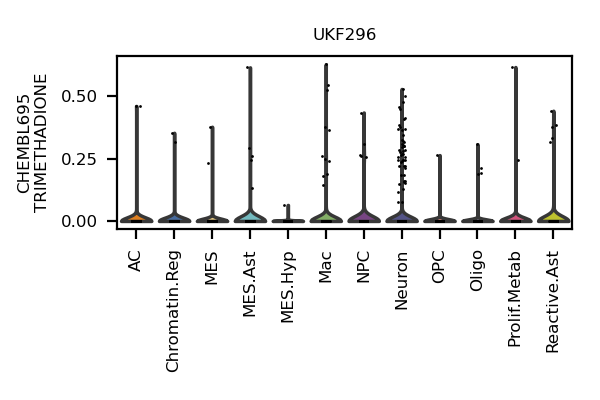 UKF296
CHEMBL695
TRIMETHADIONE
0.50
0.25
0.00
AC
Chromatin.Reg
MES
MES.Ast
MES.Hyp
Mac
NPC
Neuron
OPC
Oligo
Prolif.Metab
Reactive.Ast